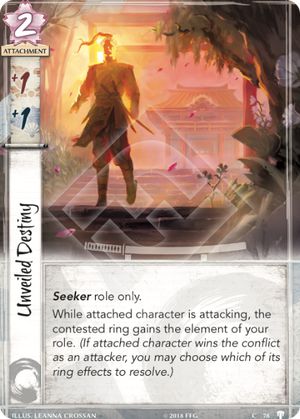 2
ATTACHMENT
+1
+1
Unveiled Destiny
Seeker role only.
While attached character is attacking, the
contested ring gains the element of your
role. (If attached character wins the conflict
as an attacker, you may choose which of its
ring effects to resolve.)
ILLUS. LEANNA CROSSAN
©2018 FFG
C 78